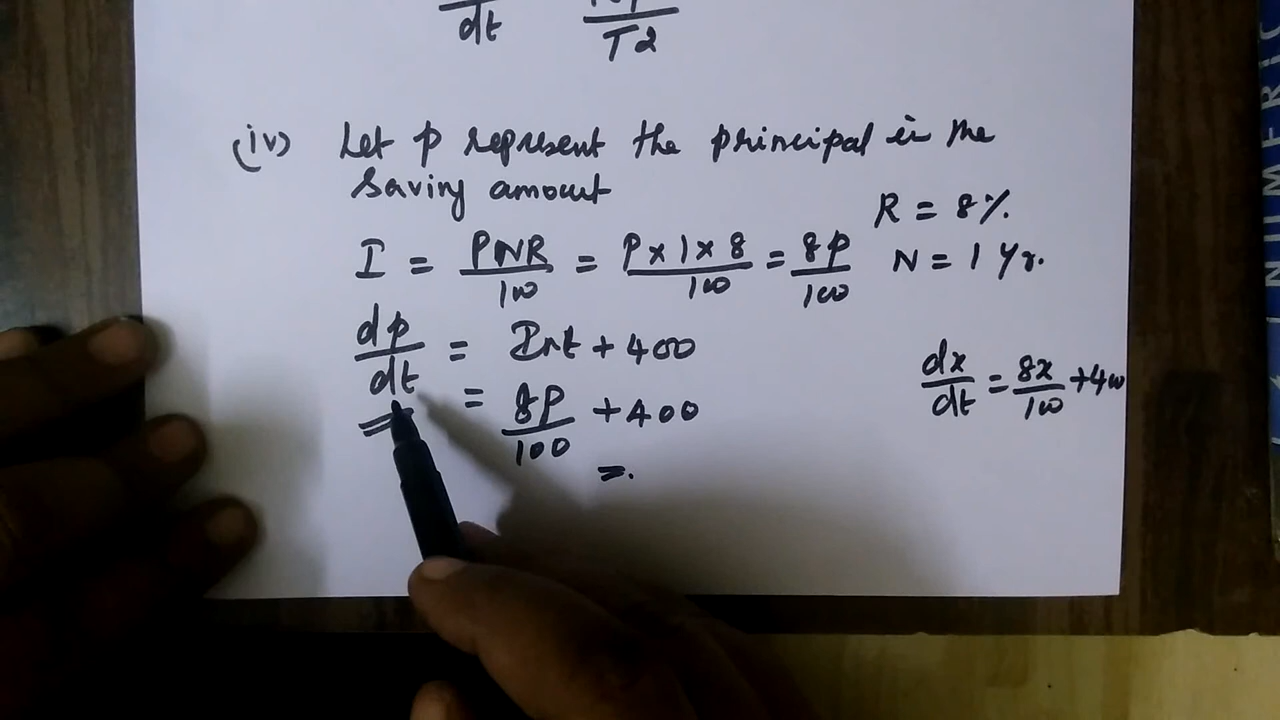 dt T2
(iv) Let p represent the principal in the
saving amount
R = 8%.
I = PNR/100 = P x 1 x 8/100 = 8P/100 N = 1 Yr.
dp/dt = Int + 400
dx/dt = 8x/100 + 400
= 8P/100 + 400
=.